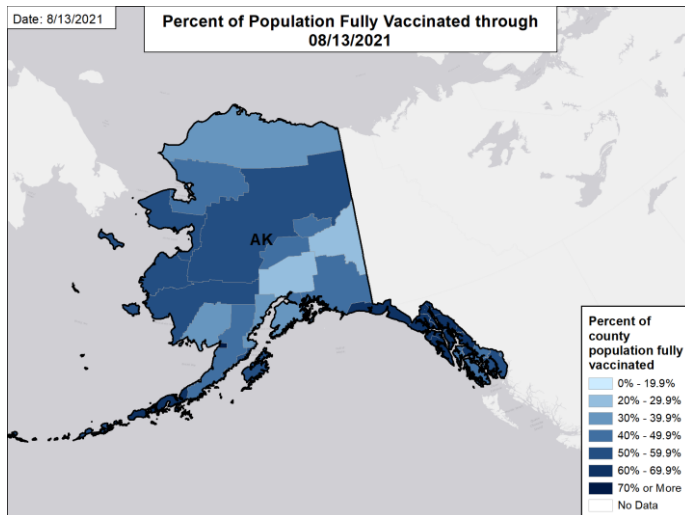 Date: 8/13/2021
Percent of Population Fully Vaccinated through
08/13/2021
AK
Percent of
county
population fully
vaccinated
0% - 19.9%
20% - 29.9%
30% - 39.9%
40% - 49.9%
50% - 59.9%
60% - 69.9%
70% or More
No Data